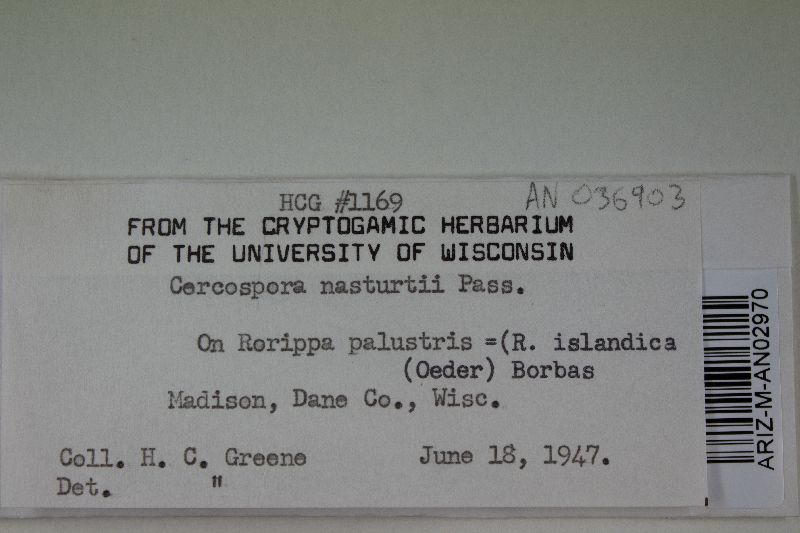 HCG #1169
AN 036903
FROM THE CRYPTOGAMIC HERBARIUM
OF THE UNIVERSITY OF WISCONSIN
Cercospora nasturtii Pass.
On Rorippa palustris =(R. islandica
(Oeder) Borbas
Madison, Dane Co., Wisc.
Coll. H. C. Greene June 18, 1947.
Det. "
ARIZ-M-AN02970